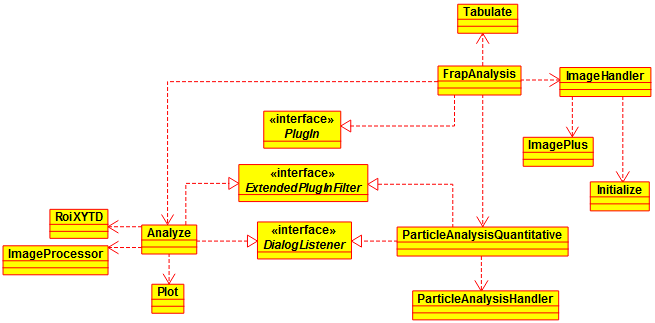 Tabulate
FrapAnalysis
ImageHandler
«interface»
PlugIn
ImagePlus
«interface»
ExtendedPlugInFilter
Initialize
RoiXYTD
Analyze
«interface»
DialogListener
ParticleAnalysisQuantitative
ImageProcessor
Plot
ParticleAnalysisHandler